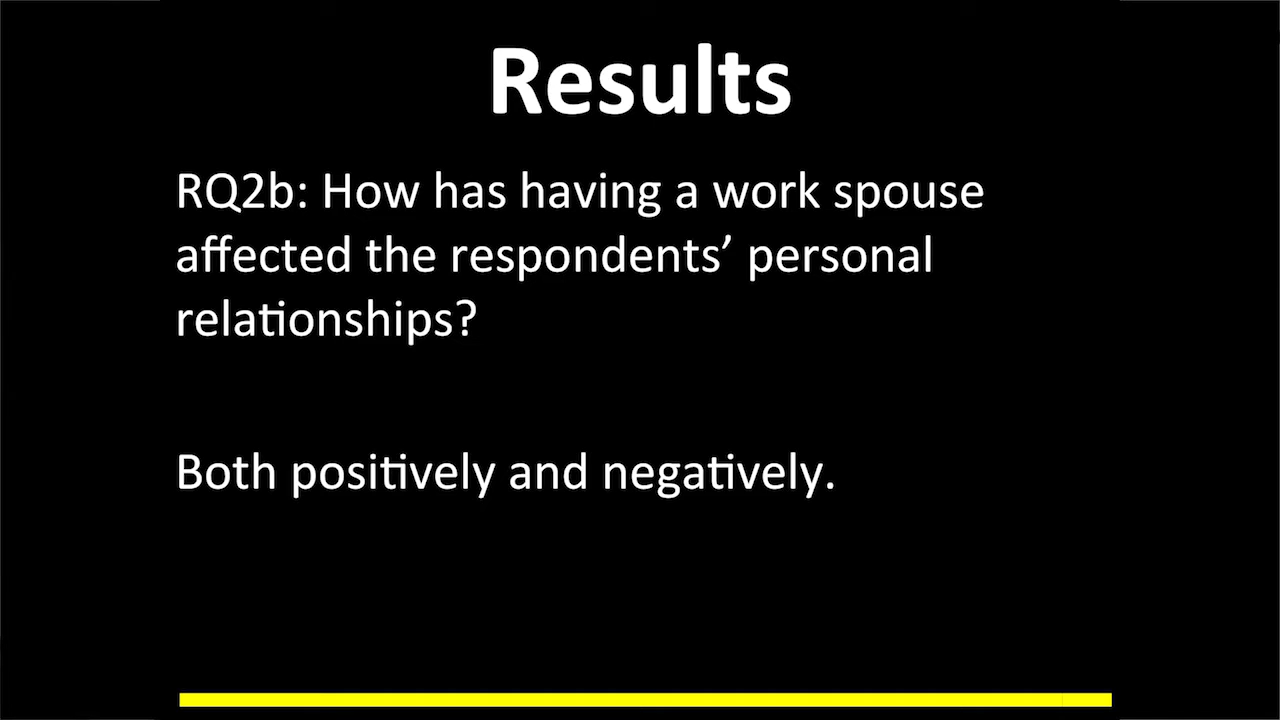 Results
RQ2b: How has having a work spouse
affected the respondents’ personal
relationships?
Both positively and negatively.